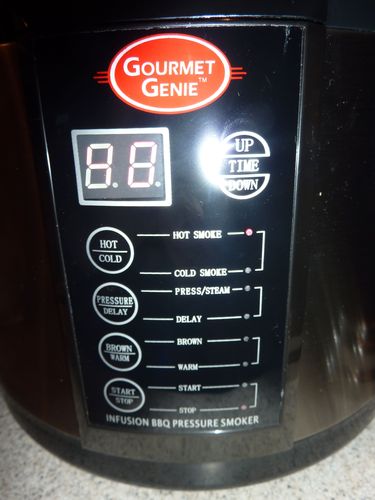 GOURMET
GENIE™
UP
TIME
DOWN
HOT
COLD
HOT SMOKE
COLD SMOKE
PRESSURE
DELAY
PRESS/STEAM
DELAY
BROWN
WARM
BROWN
WARM
START
STOP
START
STOP
INFUSION BBQ PRESSURE SMOKER